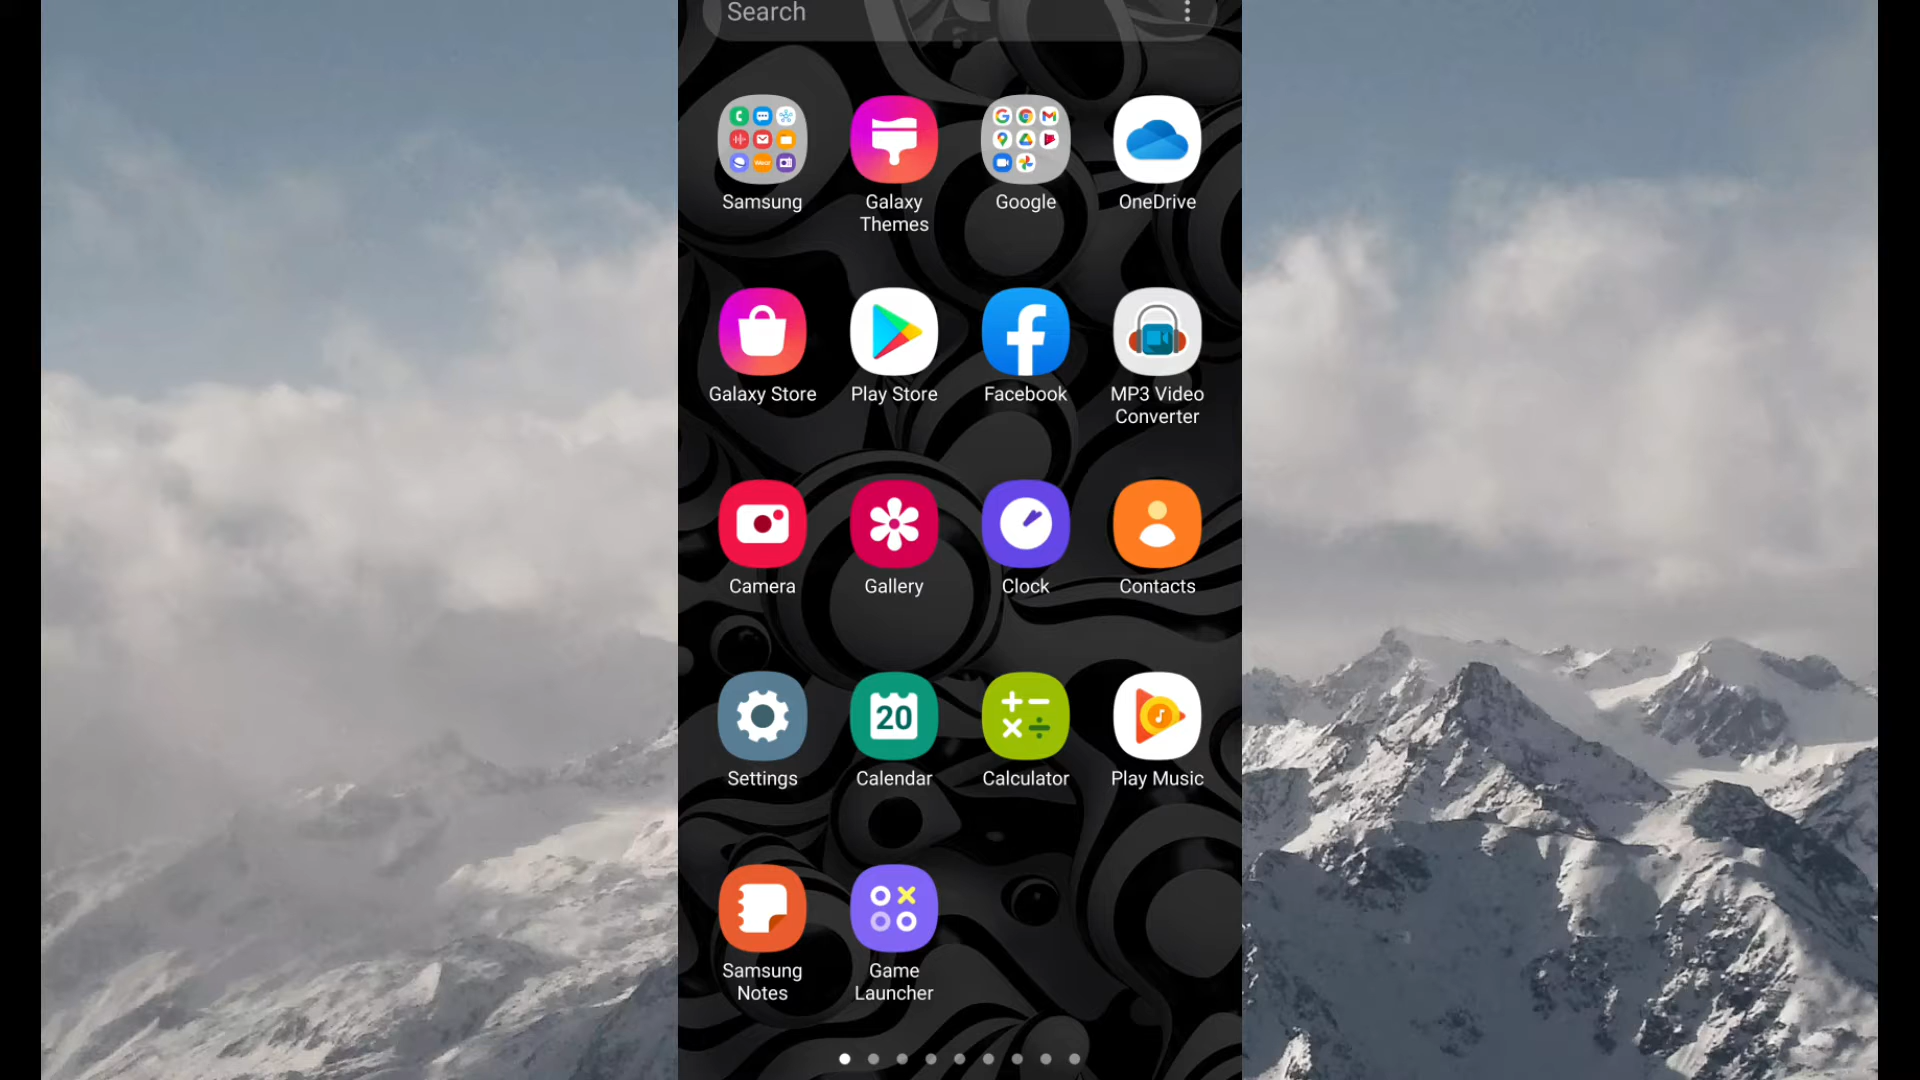 Search
Samsung
Galaxy
Themes
Google
OneDrive
Galaxy Store
Play Store
Facebook
MP3 Video
Converter
Camera
Gallery
Clock
Contacts
Settings
20
Calendar
Calculator
Play Music
Samsung
Notes
Game
Launcher